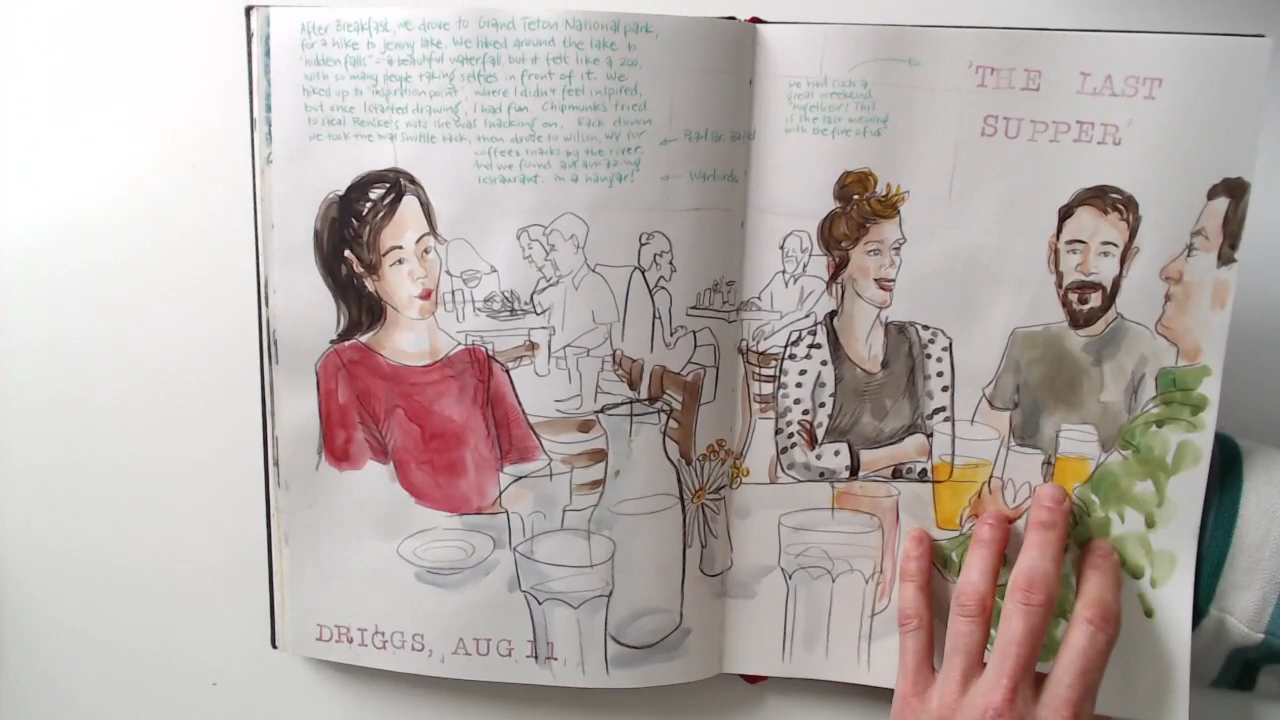 After Breakfast, we drove to Grand Teton National park,
for a hike to jenny lake. We hiked around the lake to
"hidden falls" - a beautiful waterfall, but it felt like a zoo,
with so many people taking selfies in front of it. We
hiked up to "inspiration point", where I didn't feel inspired,
but once I started drawing, I had fun. Chipmunks tried
to steal Renske's nuts she was snacking on. Back down
we took the shuttle back, then drove to Wilson, WY for
coffee + snacks by the river.
And we found an amazing
restaurant. in a hangar!
← Pearl Str. Bagel
← Warbirds
we had such a
great weekend
together! This
is the last evening
with the five of us
'THE LAST
SUPPER'
DRIGGS, AUG 11